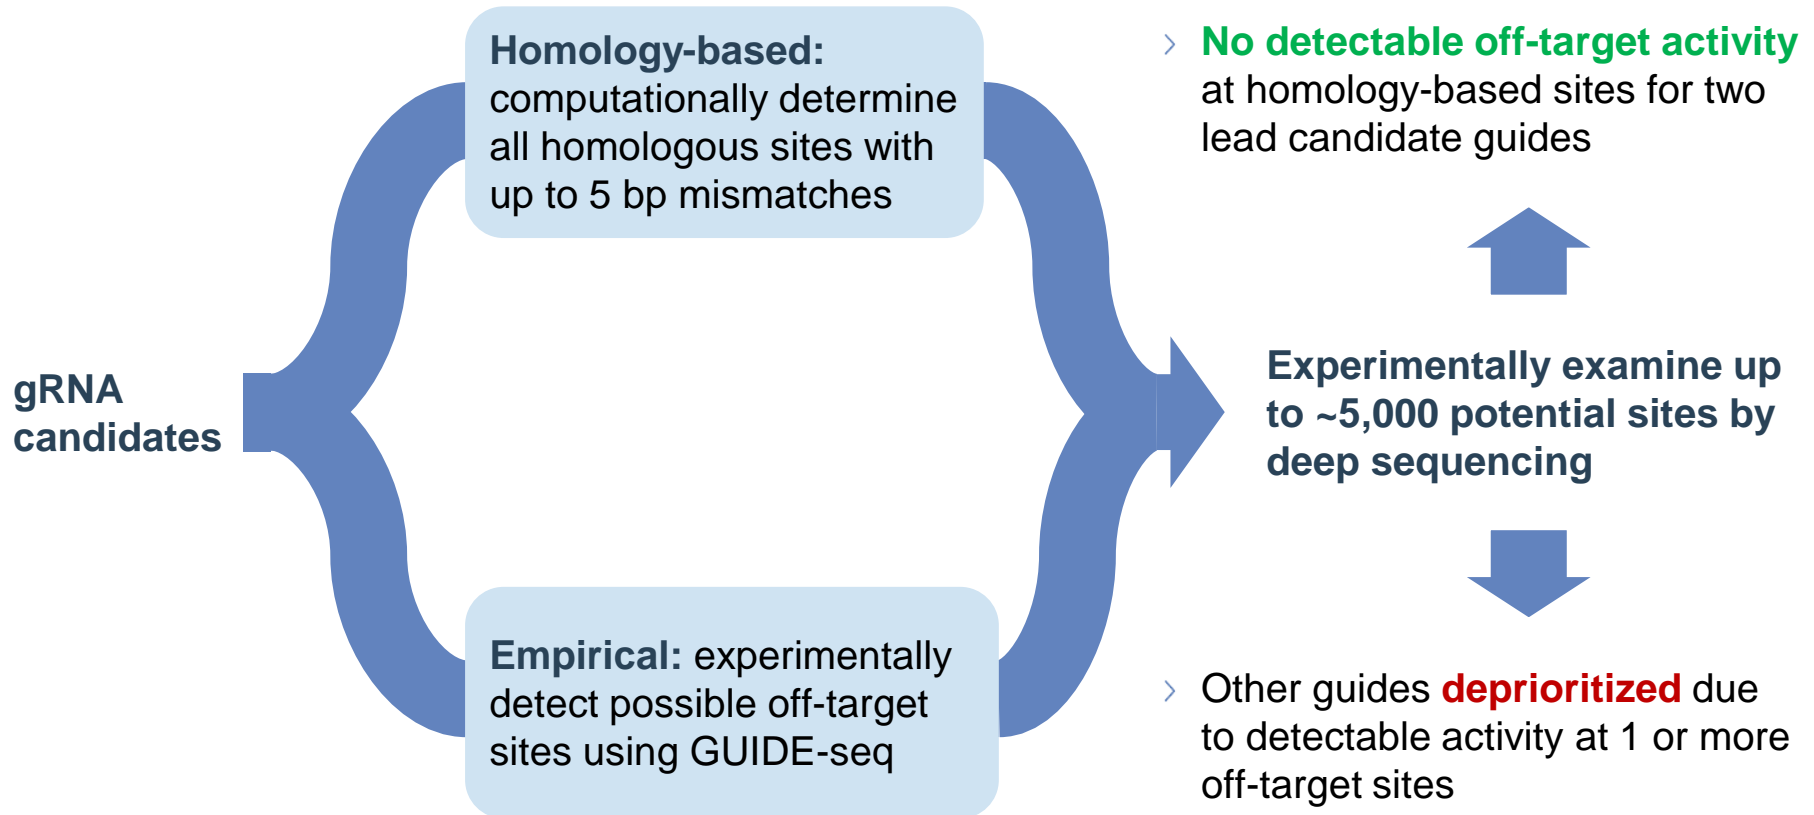 gRNA
candidates
Homology-based:
computationally determine
all homologous sites with
up to 5 bp mismatches
Empirical: experimentally
detect possible off-target
sites using GUIDE-seq
Experimentally examine up
to ~5,000 potential sites by
deep sequencing
› No detectable off-target activity
at homology-based sites for two
lead candidate guides
› Other guides deprioritized due
to detectable activity at 1 or more
off-target sites